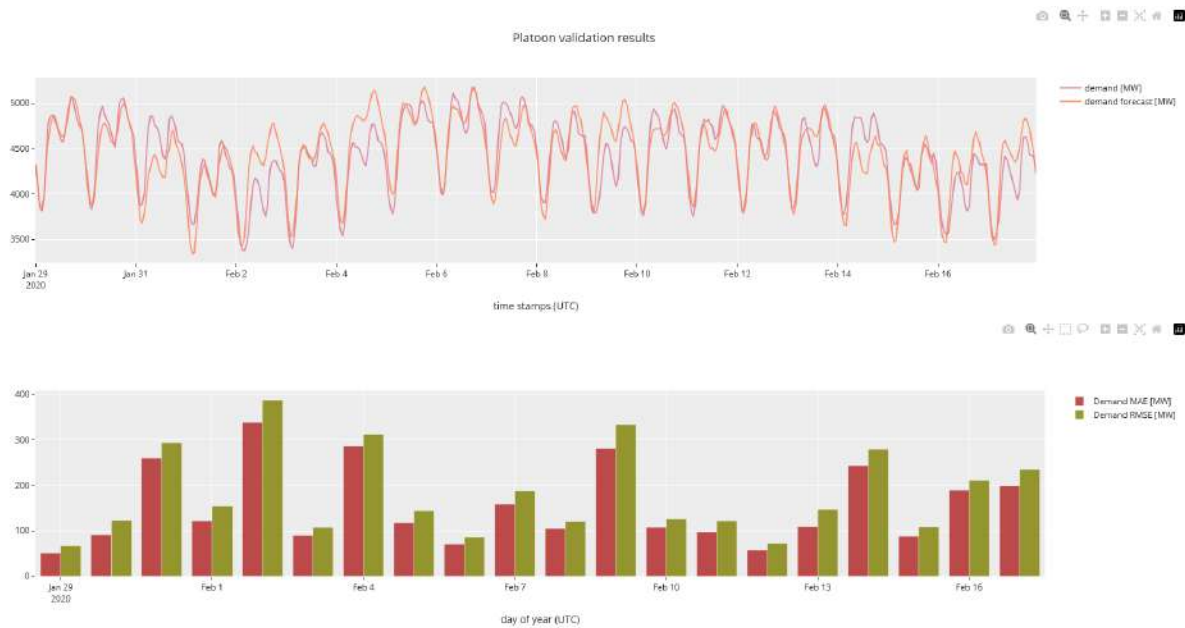 Platoon validation results
5000
4500
4000
3500
demand [MW]
demand forecast [MW]
Jan 29 Jan 31 Feb 2 Feb 4 Feb 6 Feb 8 Feb 10 Feb 12 Feb 14 Feb 16
2020
time stamps (UTC)
400
300
200
100
0
Demand MAE [MW]
Demand RMSE [MW]
Jan 29 Feb 1 Feb 4 Feb 7 Feb 10 Feb 13 Feb 16
2020
day of year (UTC)